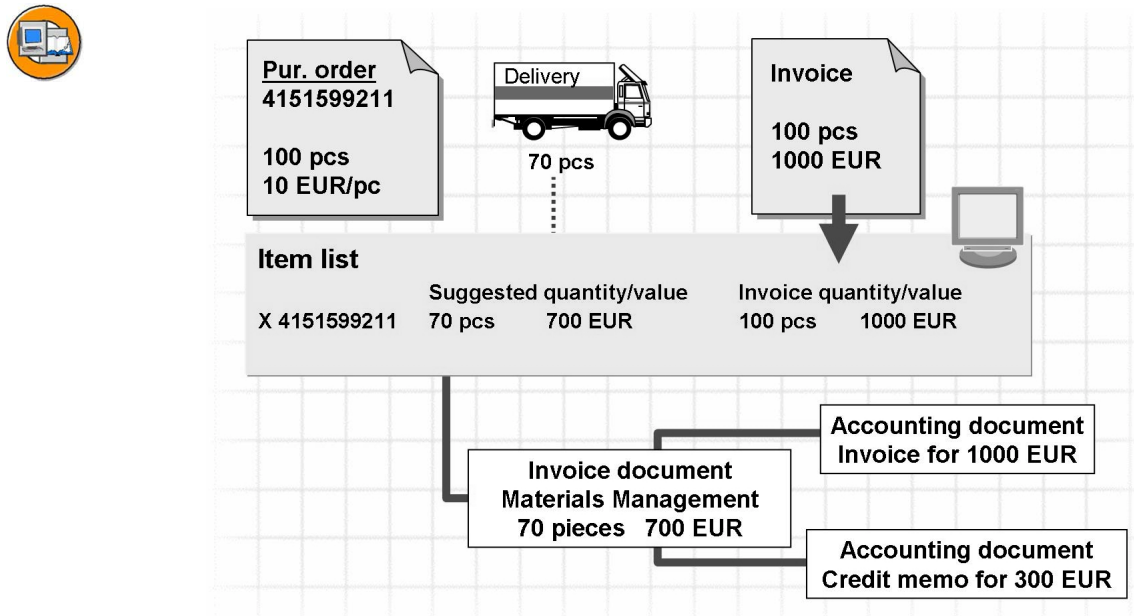 Pur. order
4151599211
100 pcs
10 EUR/pc
Delivery
70 pcs
Invoice
100 pcs
1000 EUR
Item list
Suggested quantity/value Invoice quantity/value
X 4151599211 70 pcs 700 EUR 100 pcs 1000 EUR
Accounting document
Invoice for 1000 EUR
Invoice document
Materials Management
70 pieces 700 EUR
Accounting document
Credit memo for 300 EUR